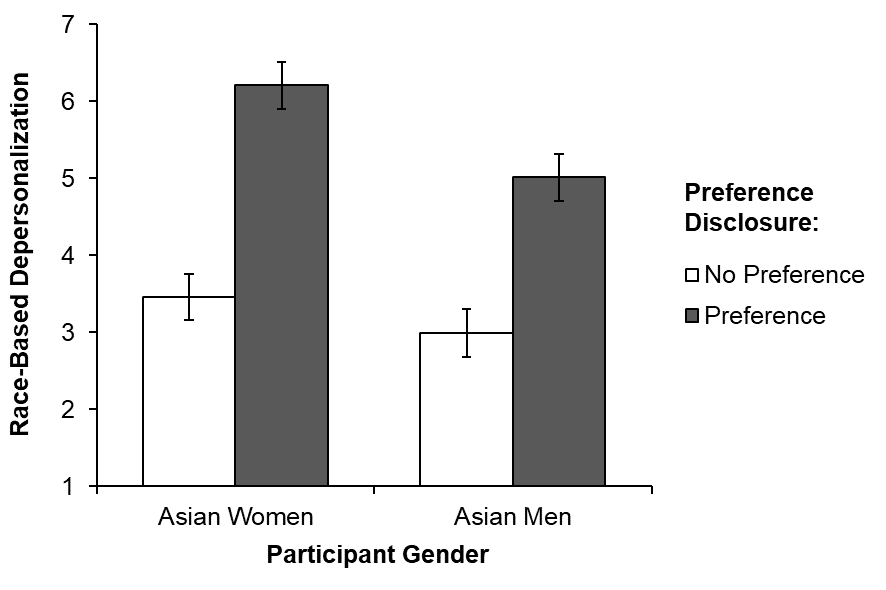 7
6
5
4
3
2
1
Race-Based Depersonalization
Asian Women
Asian Men
Participant Gender
Preference
Disclosure:
No Preference
Preference